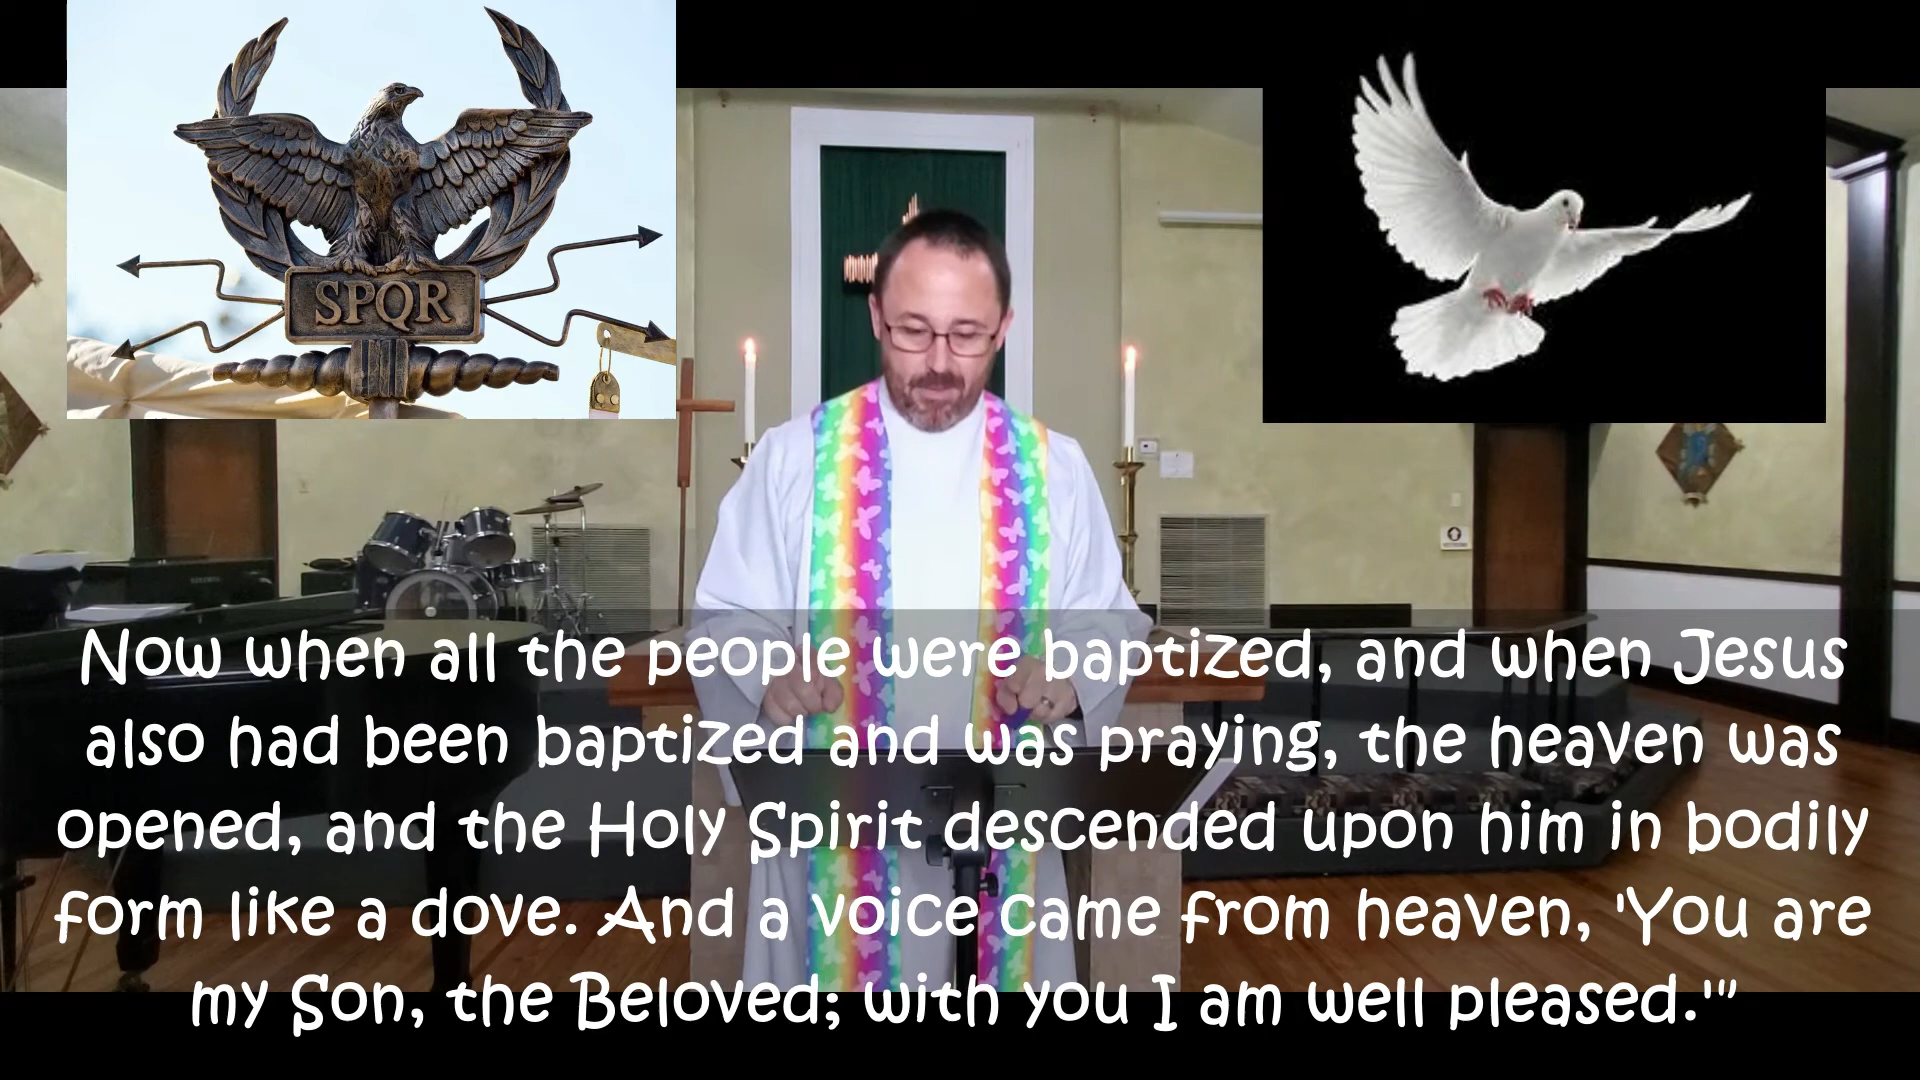 SPQR
Now when all the people were baptized, and when Jesus
also had been baptized and was praying, the heaven was
opened, and the Holy Spirit descended upon him in bodily
form like a dove. And a voice came from heaven, 'You are
my Son, the Beloved; with you I am well pleased.'"